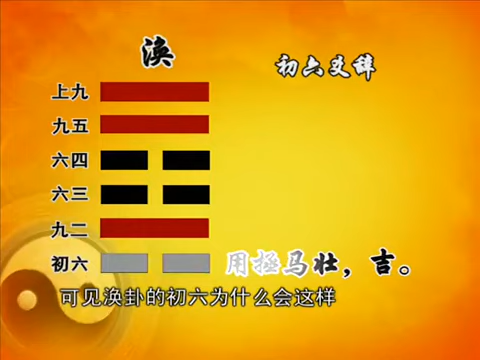 涣
初六爻辞
上九
九五
六四
六三
九二
初六 用拯马壮，吉。
可见涣卦的初六为什么会这样